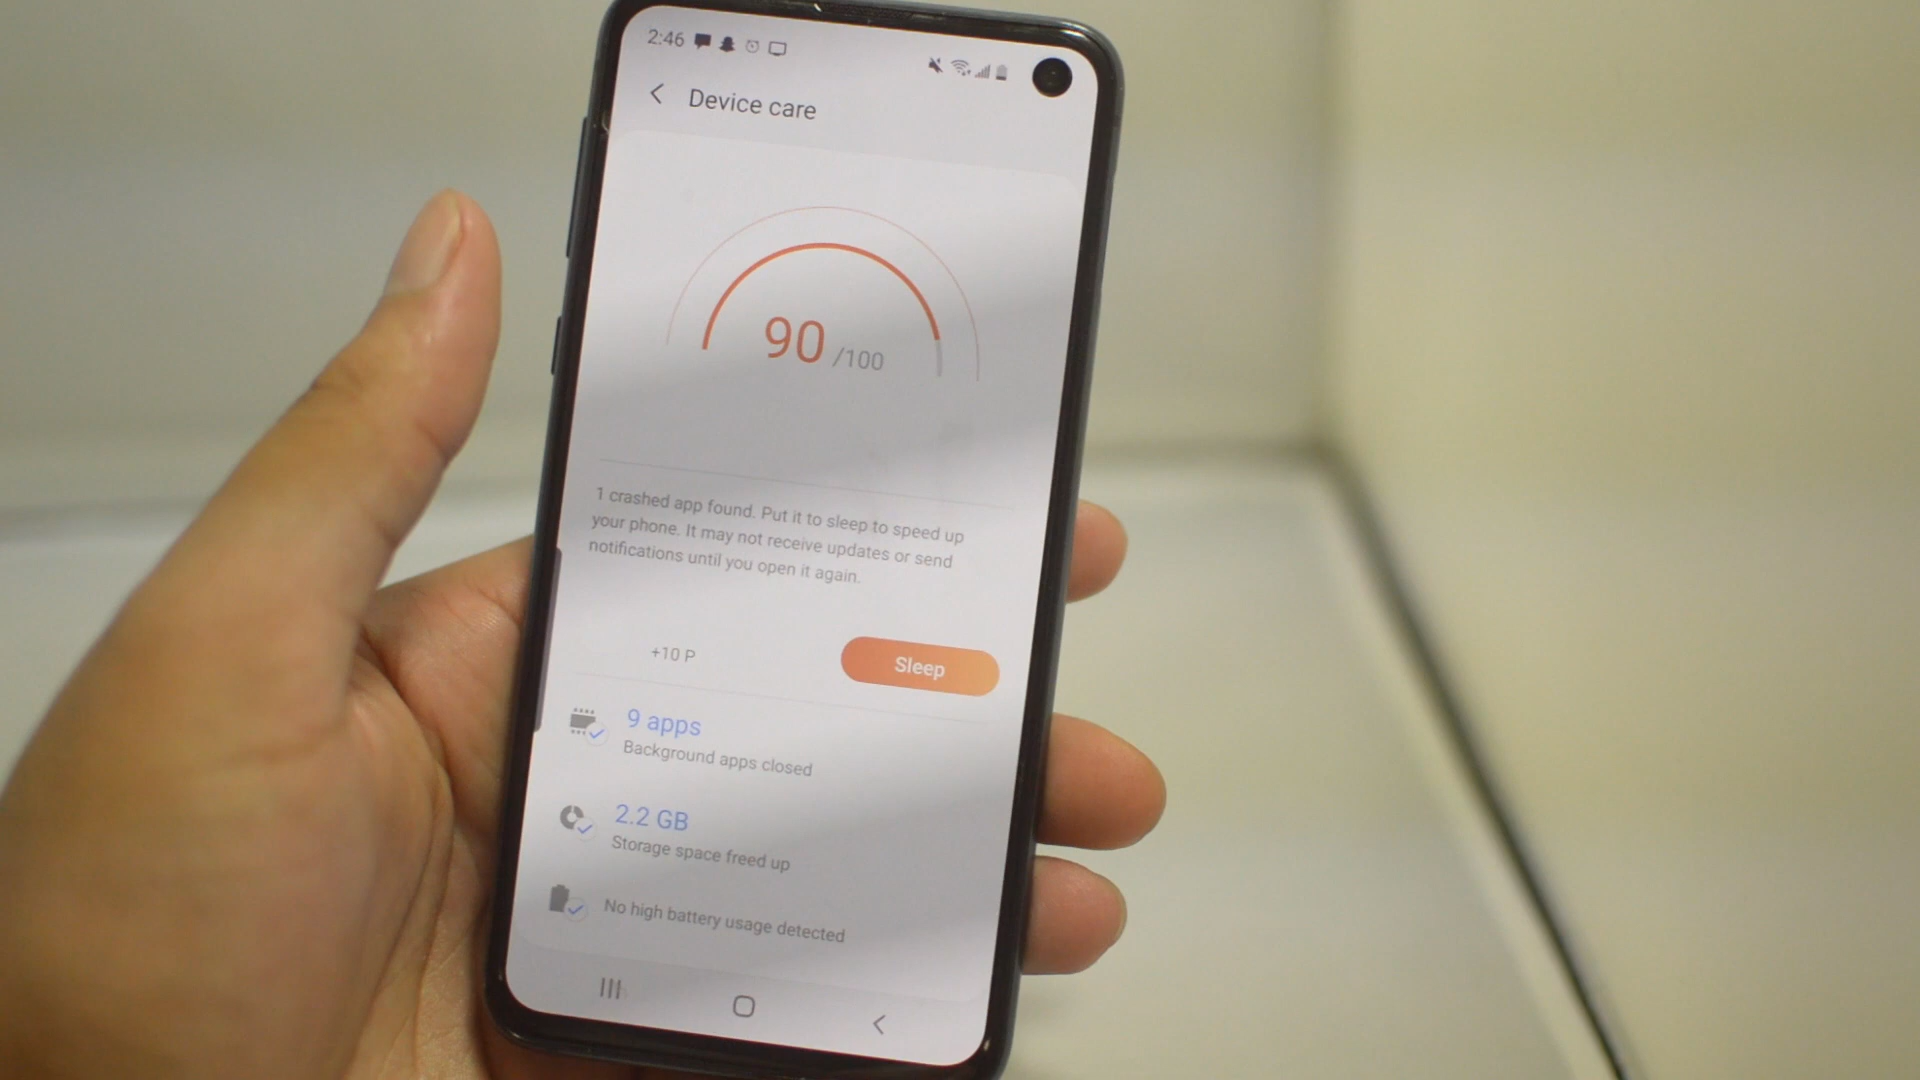 2:46
Device care
90 /100
1 crashed app found. Put it to sleep to speed up
your phone. It may not receive updates or send
notifications until you open it again.
+10 P
Sleep
9 apps
Background apps closed
2.2 GB
Storage space freed up
No high battery usage detected